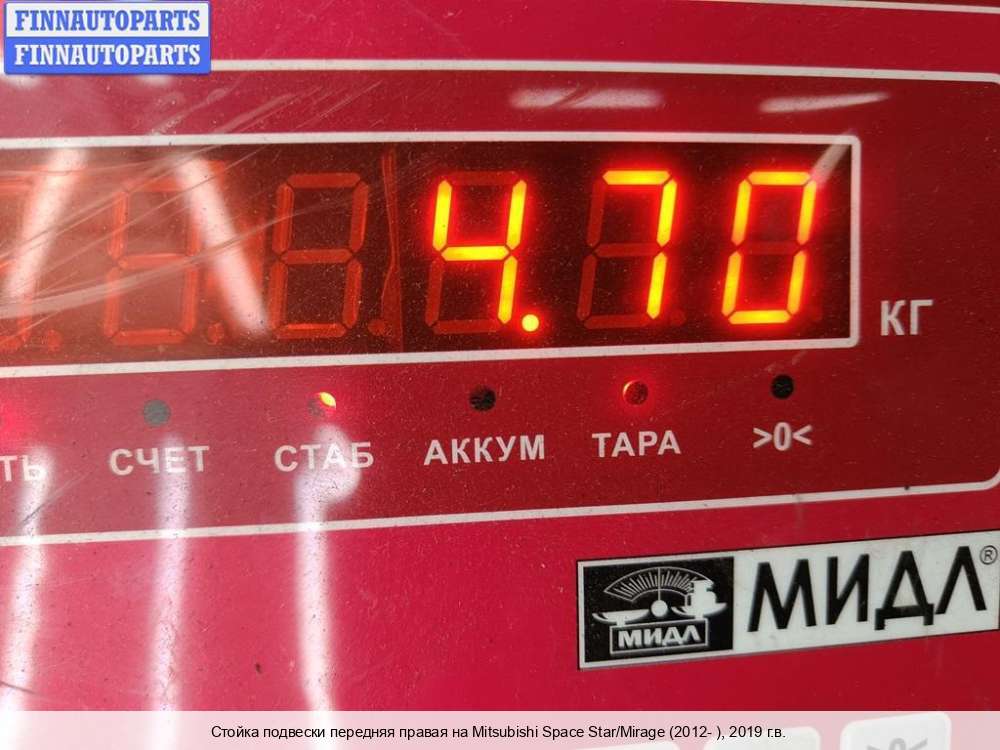 FINNAUTOPARTS
FINNAUTOPARTS
4.70
КГ
ТЬ СЧЕТ СТАБ АККУМ ТАРА >0<
МИДЛ МИДЛ®
Стойка подвески передняя правая на Mitsubishi Space Star/Mirage (2012- ), 2019 г.в.